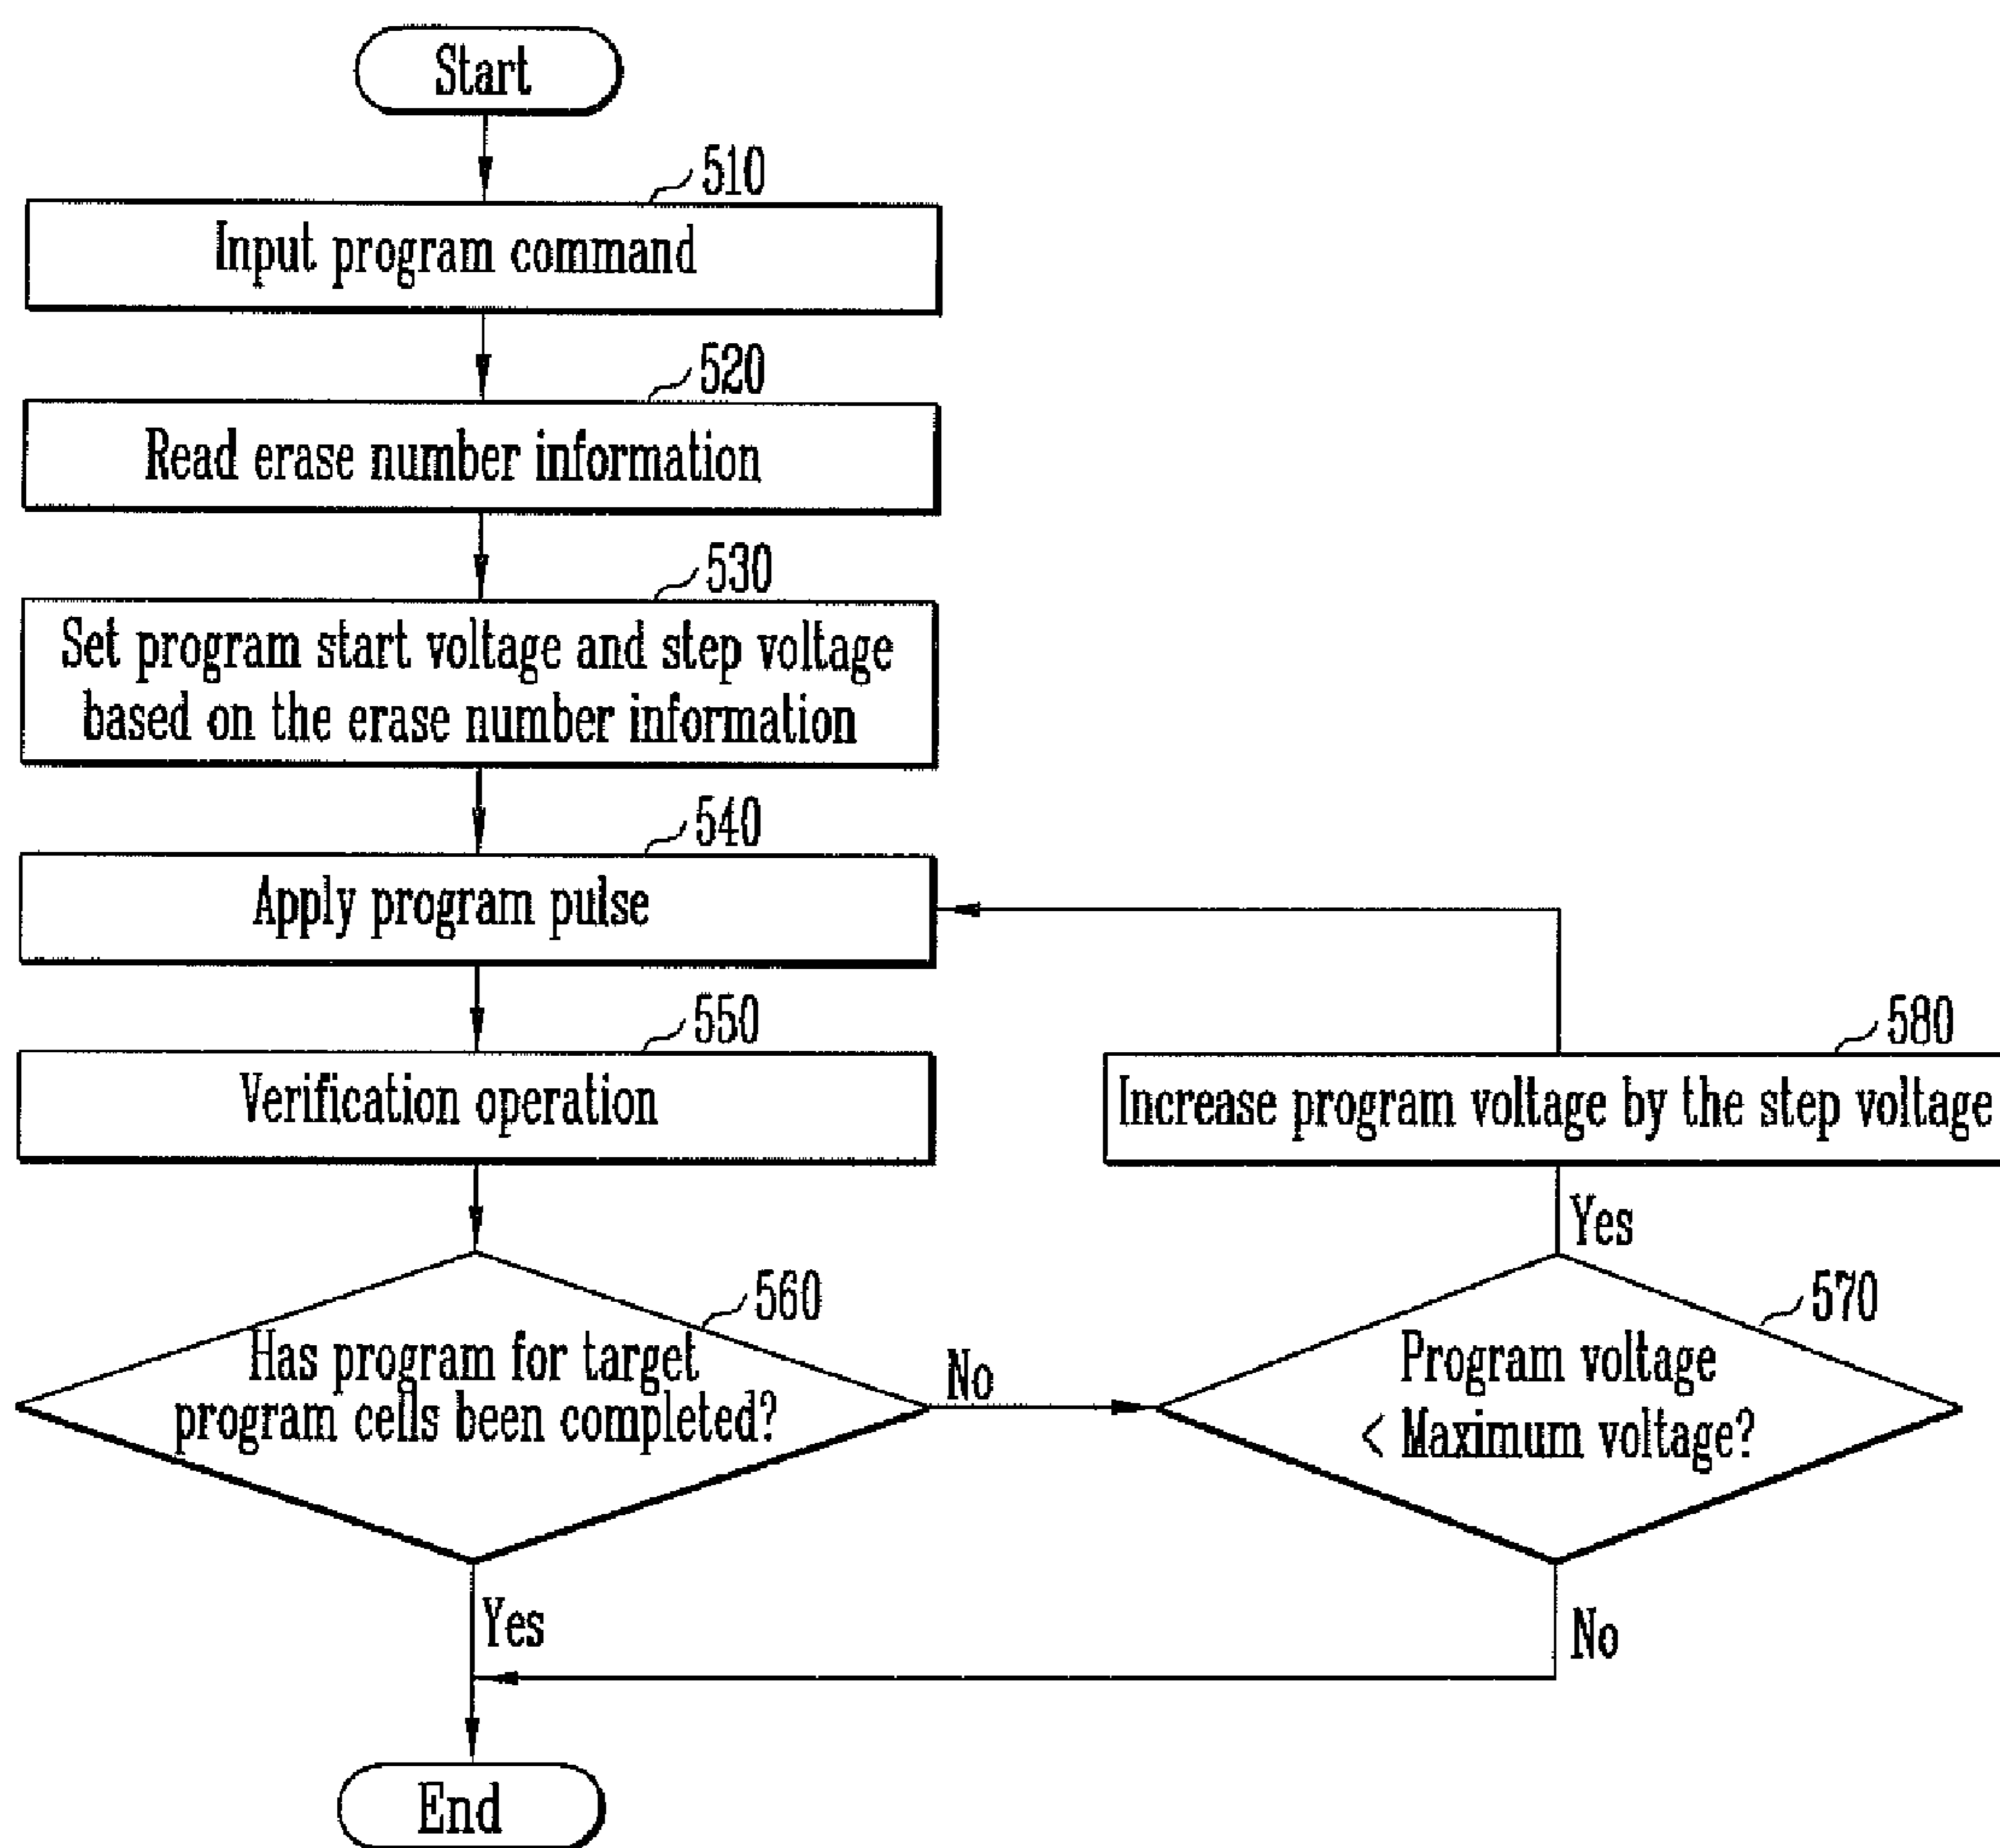 Start
510
Input program command
520
Read erase number information
530
Set program start voltage and step voltage
based on the erase number information
540
Apply program pulse
550
Verification operation
580
Increase program voltage by the step voltage
Yes
560
Has program for target
program cells been completed?
No
570
Program voltage
< Maximum voltage?
Yes
No
End